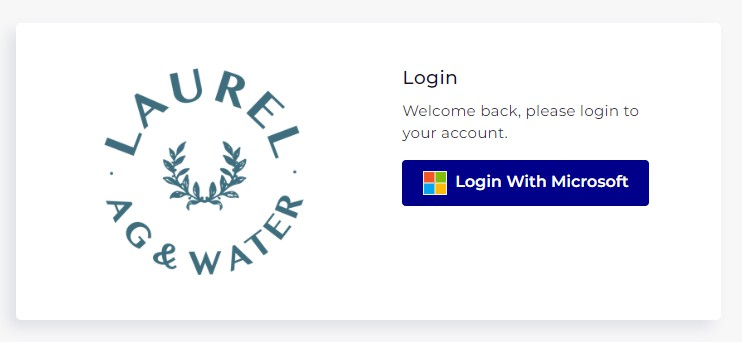 LAUREL
AG & WATER
Login
Welcome back, please login to
your account.
Login With Microsoft